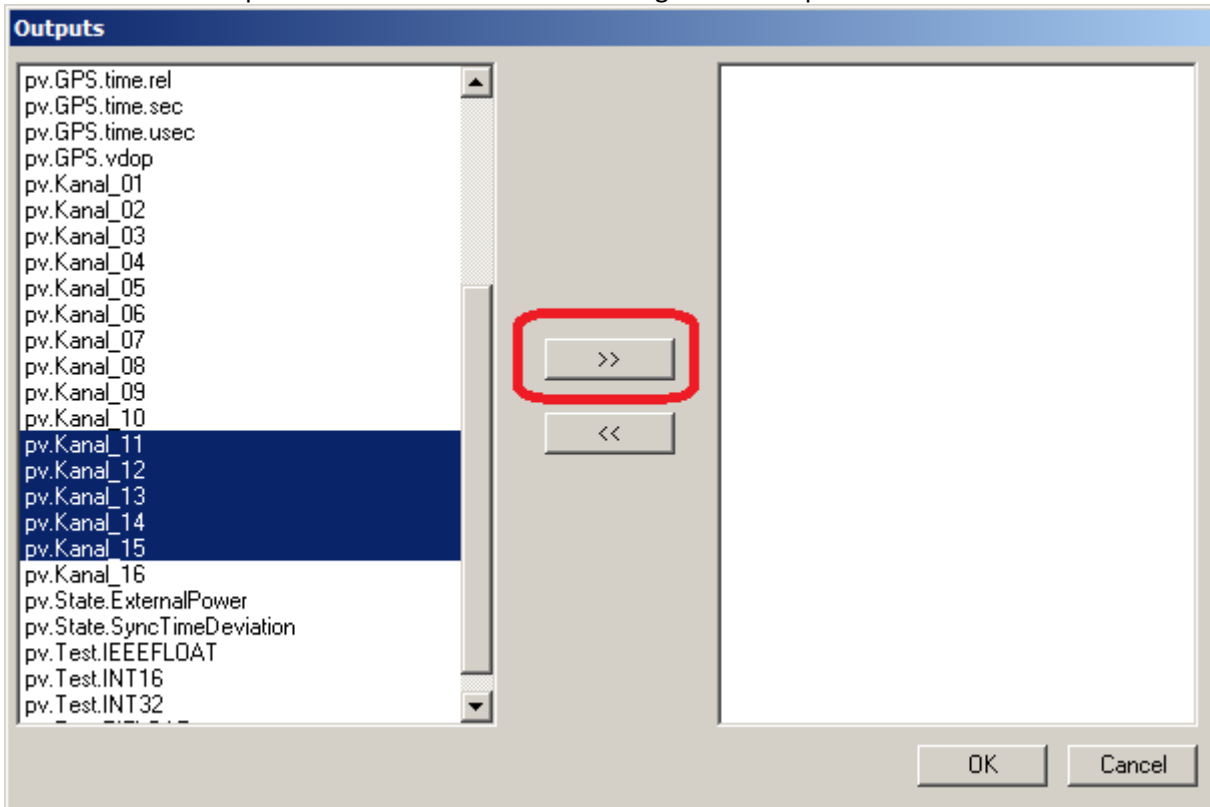 Outputs
pv.GPS.time.rel
pv.GPS.time.sec
pv.GPS.time.usec
pv.GPS.vdop
pv.Kanal_01
pv.Kanal_02
pv.Kanal_03
pv.Kanal_04
pv.Kanal_05
pv.Kanal_06
pv.Kanal_07
pv.Kanal_08
pv.Kanal_09
pv.Kanal_10
pv.Kanal_11
pv.Kanal_12
pv.Kanal_13
pv.Kanal_14
pv.Kanal_15
pv.Kanal_16
pv.State.ExternalPower
pv.State.SyncTimeDeviation
pv.Test.IEEEFLOAT
pv.Test.INT16
pv.Test.INT32
>>
<<
OK
Cancel